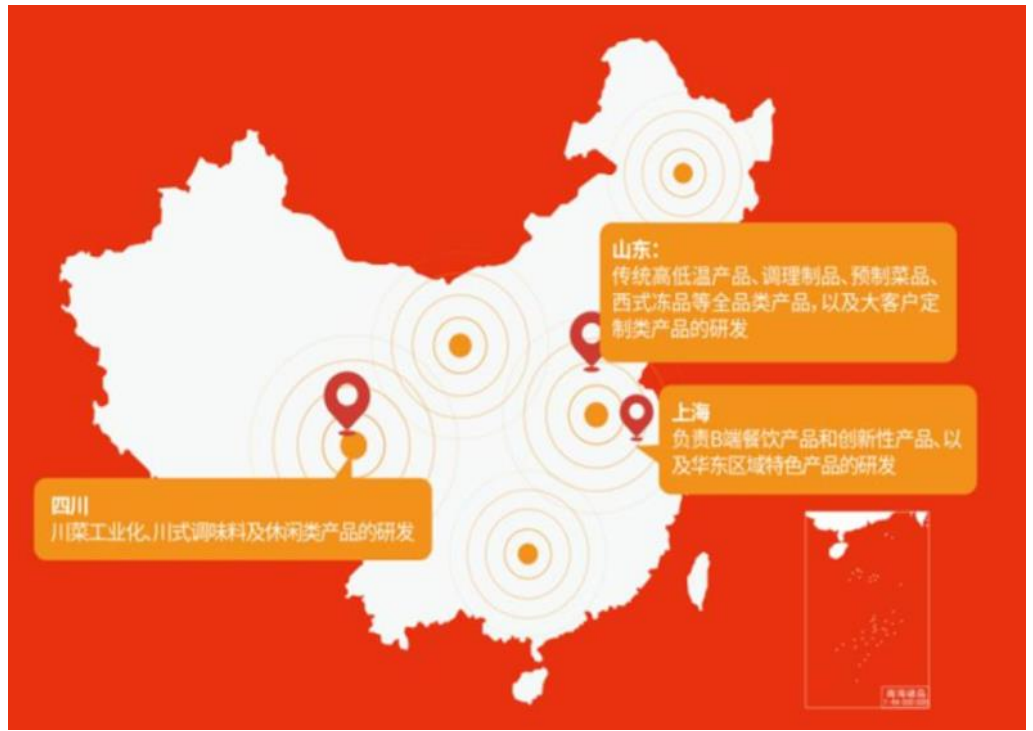 山东：
传统高低温产品、调理制品、预制菜品、
西式冻品等全品类产品，以及大客户定
制类产品的研发
上海
负责B端餐饮产品和创新性产品、以
及华东区域特色产品的研发
四川
川菜工业化、川式调味料及休闲类产品的研发